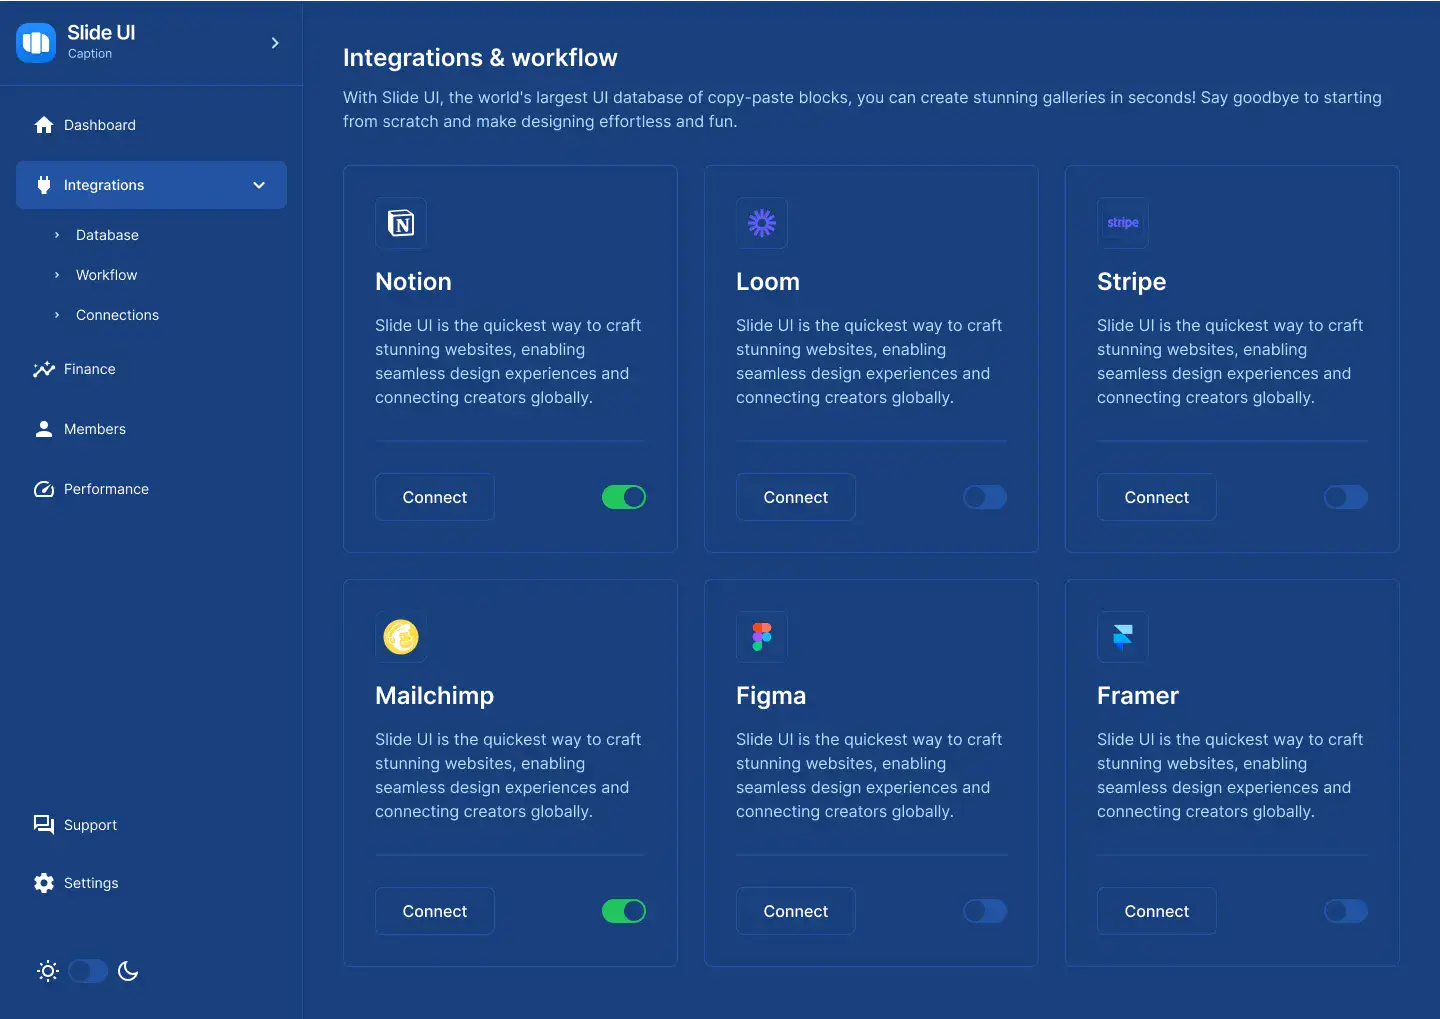 Slide UI
Caption
Dashboard
Integrations
Database
Workflow
Connections
Finance
Members
Performance
Support
Settings
Integrations & workflow
With Slide UI, the world's largest UI database of copy-paste blocks, you can create stunning galleries in seconds! Say goodbye to starting
from scratch and make designing effortless and fun.
N
Notion
Slide UI is the quickest way to craft
stunning websites, enabling
seamless design experiences and
connecting creators globally.
Connect
Loom
Slide UI is the quickest way to craft
stunning websites, enabling
seamless design experiences and
connecting creators globally.
Connect
stripe
Stripe
Slide UI is the quickest way to craft
stunning websites, enabling
seamless design experiences and
connecting creators globally.
Connect
Mailchimp
Slide UI is the quickest way to craft
stunning websites, enabling
seamless design experiences and
connecting creators globally.
Connect
Figma
Slide UI is the quickest way to craft
stunning websites, enabling
seamless design experiences and
connecting creators globally.
Connect
Framer
Slide UI is the quickest way to craft
stunning websites, enabling
seamless design experiences and
connecting creators globally.
Connect